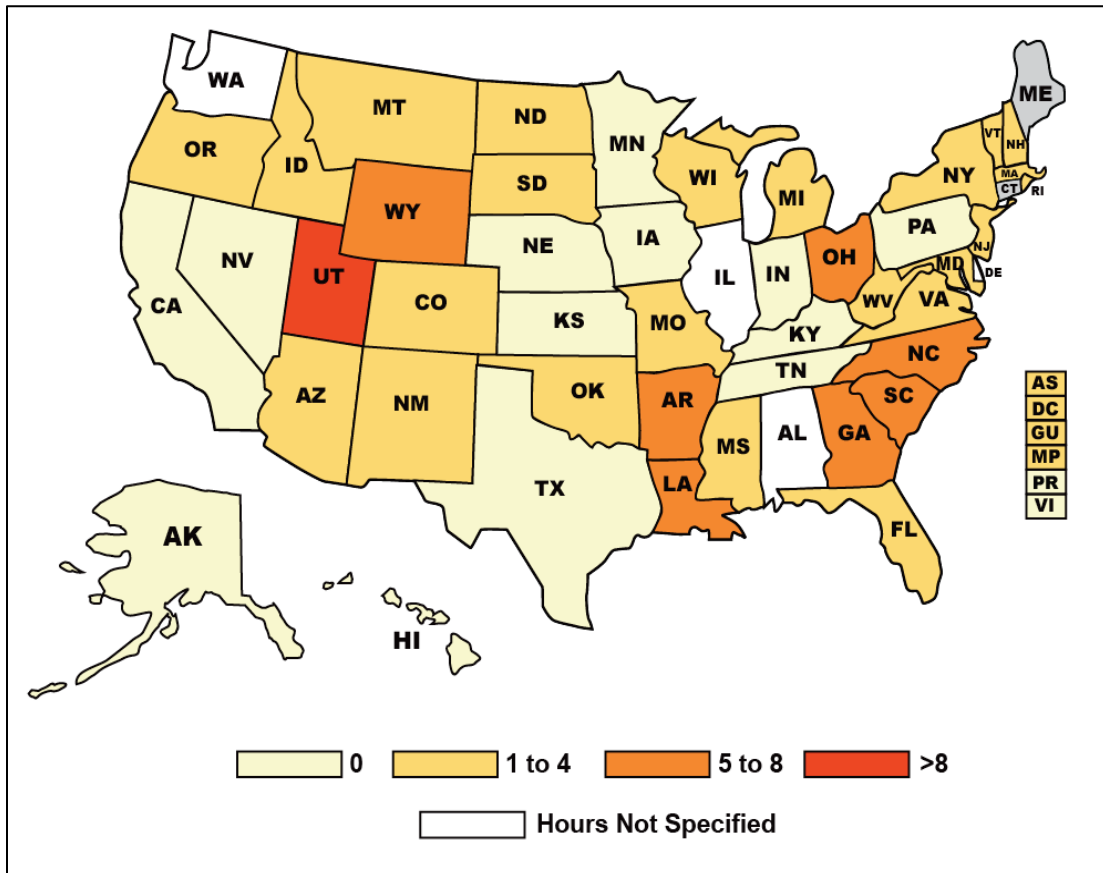 WA
ME
MT
ND
MN
VT
NH
OR
ID
SD
WI
MI
NY
MA
CT
RI
WY
NE
IA
PA
NJ
NV
UT
CO
IL
IN
OH
MD
DE
CA
KS
MO
KY
WV
VA
AZ
NM
OK
AR
TN
NC
SC
TX
LA
MS
AL
GA
FL
AS
DC
GU
MP
PR
VI
AK
HI
0
1 to 4
5 to 8
>8
Hours Not Specified